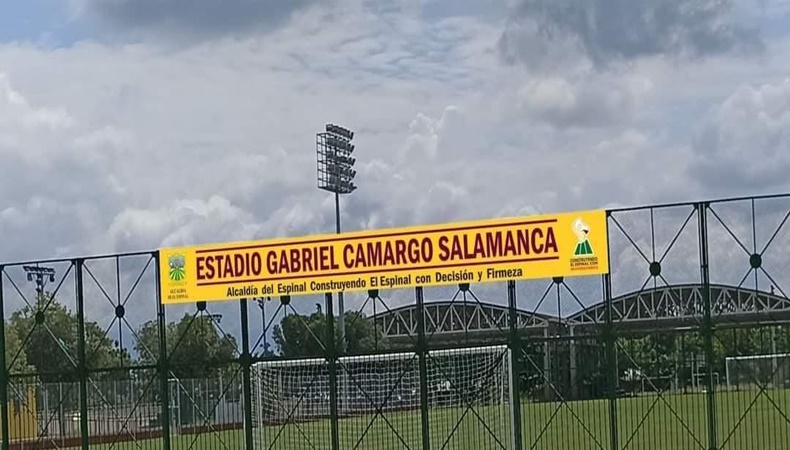 ESTADIO GABRIEL CAMARGO SALAMANCA
Alcaldía del Espinal Construyendo El Espinal con Decisión y Firmeza